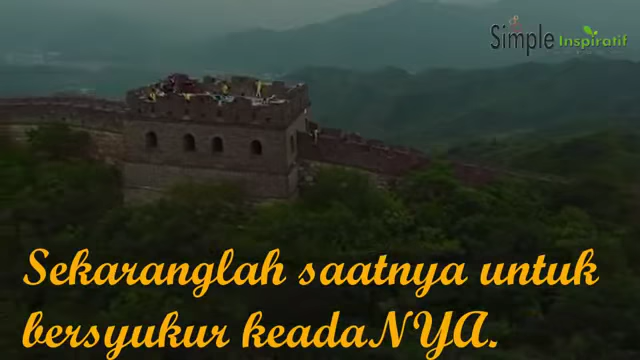 Simple Inspiratif
Sekaranglah saatnya untuk
bersyukur keadaNYA.